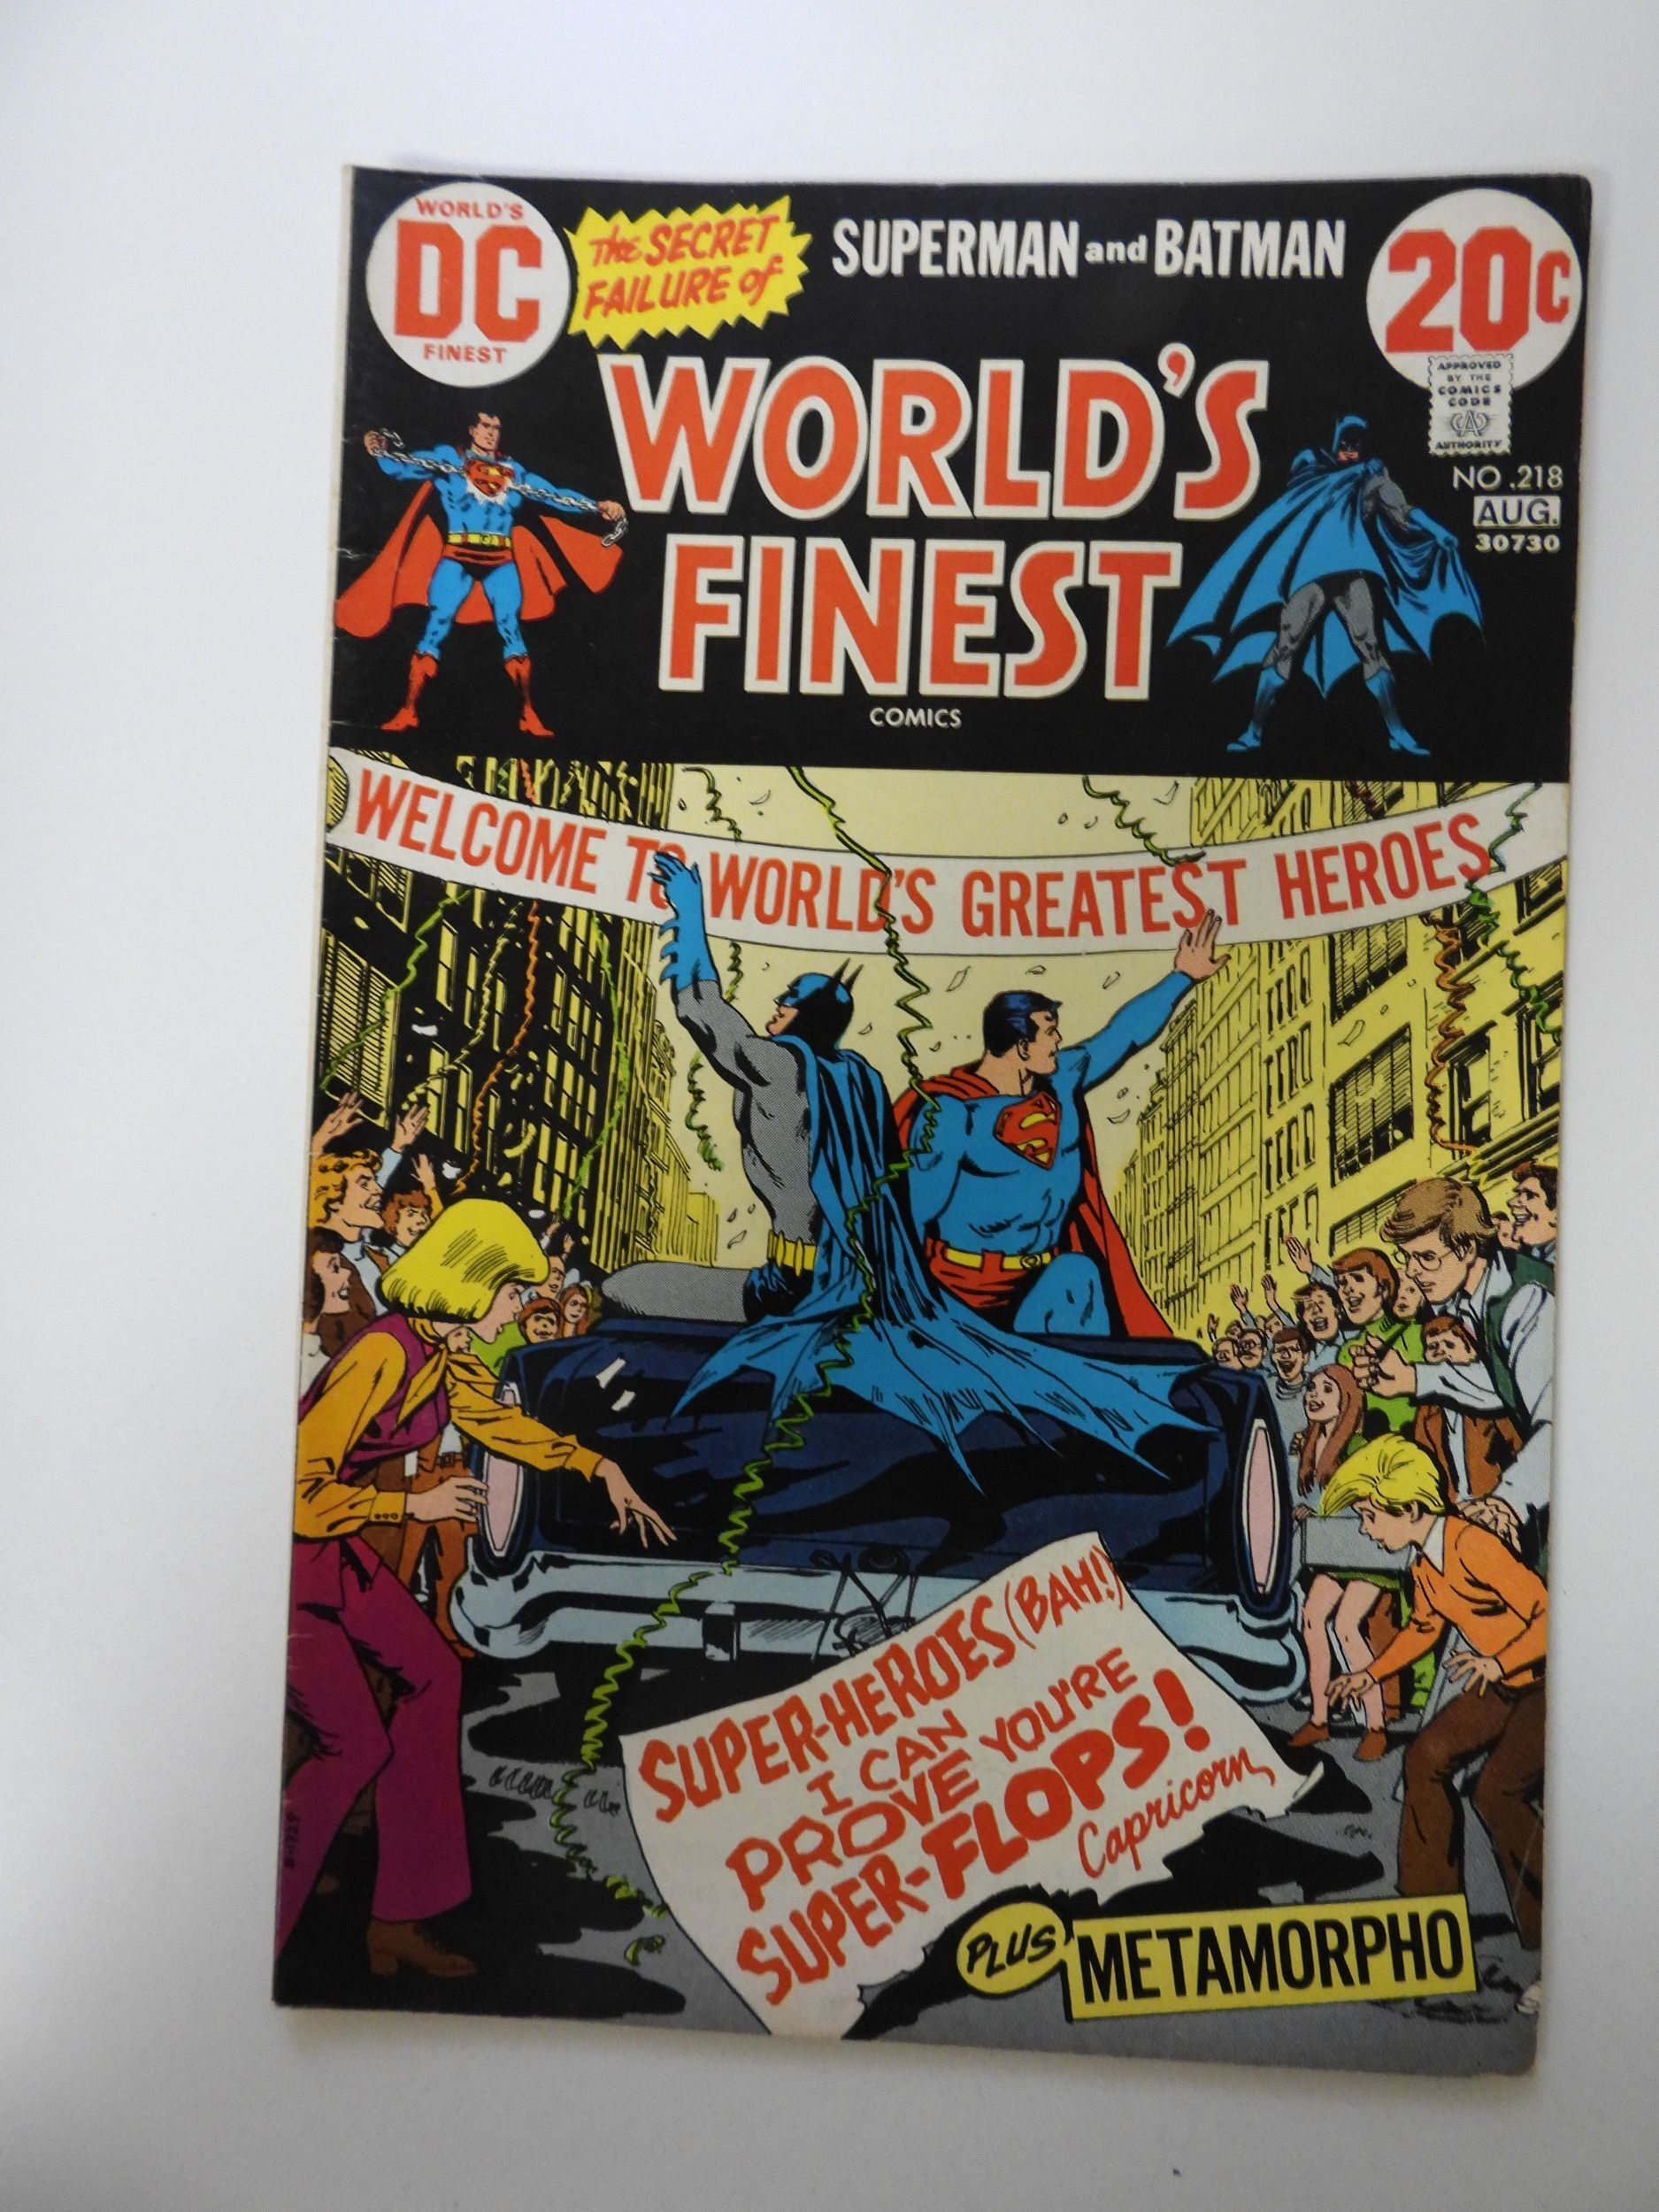 WORLD'S
DC
FINEST
The SECRET
FAILURE of
SUPERMAN and BATMAN
20c
APPROVED
BY THE
COMICS
CODE
CA
AUTHORITY
WORLD'S
FINEST
COMICS
NO.218
AUG.
30730
WELCOME TO WORLD'S GREATEST HEROES
SUPER-HEROES (BAH!)
I CAN
PROVE YOU'RE
SUPER-FLOPS!
Capricorn
PLUS
METAMORPHO